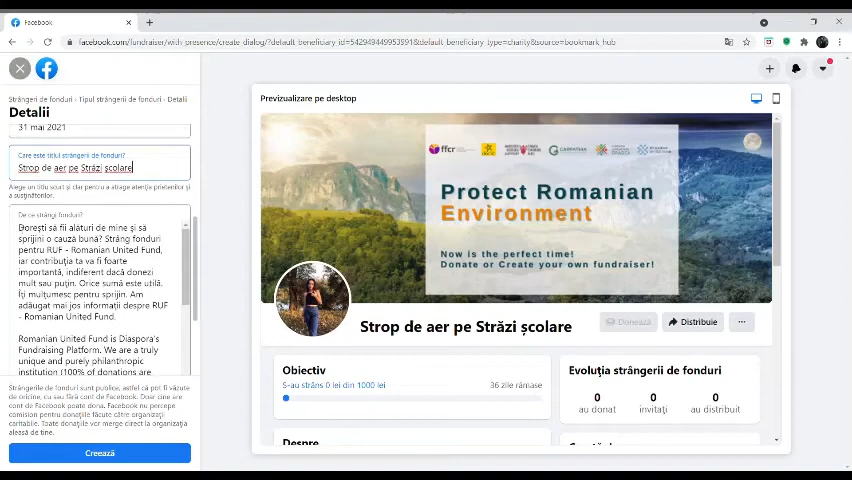 Facebook
facebook.com/fundraiser/with_presence/create_dialog/?default_beneficiary_id=542949449953991&default_beneficiary_type=charity&source=bookmark_hub
Strângeri de fonduri › Tipul strângerii de fonduri › Detalii
Detalii
31 mai 2021
Care este titlul strângerii de fonduri?
Strop de aer pe Străzi școlare
Alege un titlu scurt și clar pentru a atrage atenția prietenilor și
a susținătorilor.
De ce strângi fonduri?
Dorești să fii alături de mine și să
sprijini o cauză bună? Strâng fonduri
pentru RUF - Romanian United Fund,
iar contribuția ta va fi foarte
importantă, indiferent dacă donezi
mult sau puțin. Orice sumă este utilă.
Îți mulțumesc pentru sprijin. Am
adăugat mai jos informații despre RUF
- Romanian United Fund.
Romanian United Fund is Diaspora's
Fundraising Platform. We are a truly
unique and purely philanthropic
institution (100% of donations are
Strângerile de fonduri sunt publice, astfel că pot fi văzute
de oricine, cu sau fără cont de Facebook. Doar cine are
cont de Facebook poate dona. Facebook nu percepe
comision pentru donațiile făcute către organizații
caritabile. Toate donațiile vor merge direct la organizația
aleasă de tine.
Creează
Previzualizare pe desktop
ffcr
CARPATHIA
Protect Romanian
Environment
Now is the perfect time!
Donate or Create your own fundraiser!
Strop de aer pe Străzi școlare
Donează
Distribuie
Obiectiv
S-au strâns 0 lei din 1000 lei
36 zile rămase
Despre
Evoluția strângerii de fonduri
0 0 0
au donat invitați au distribuit